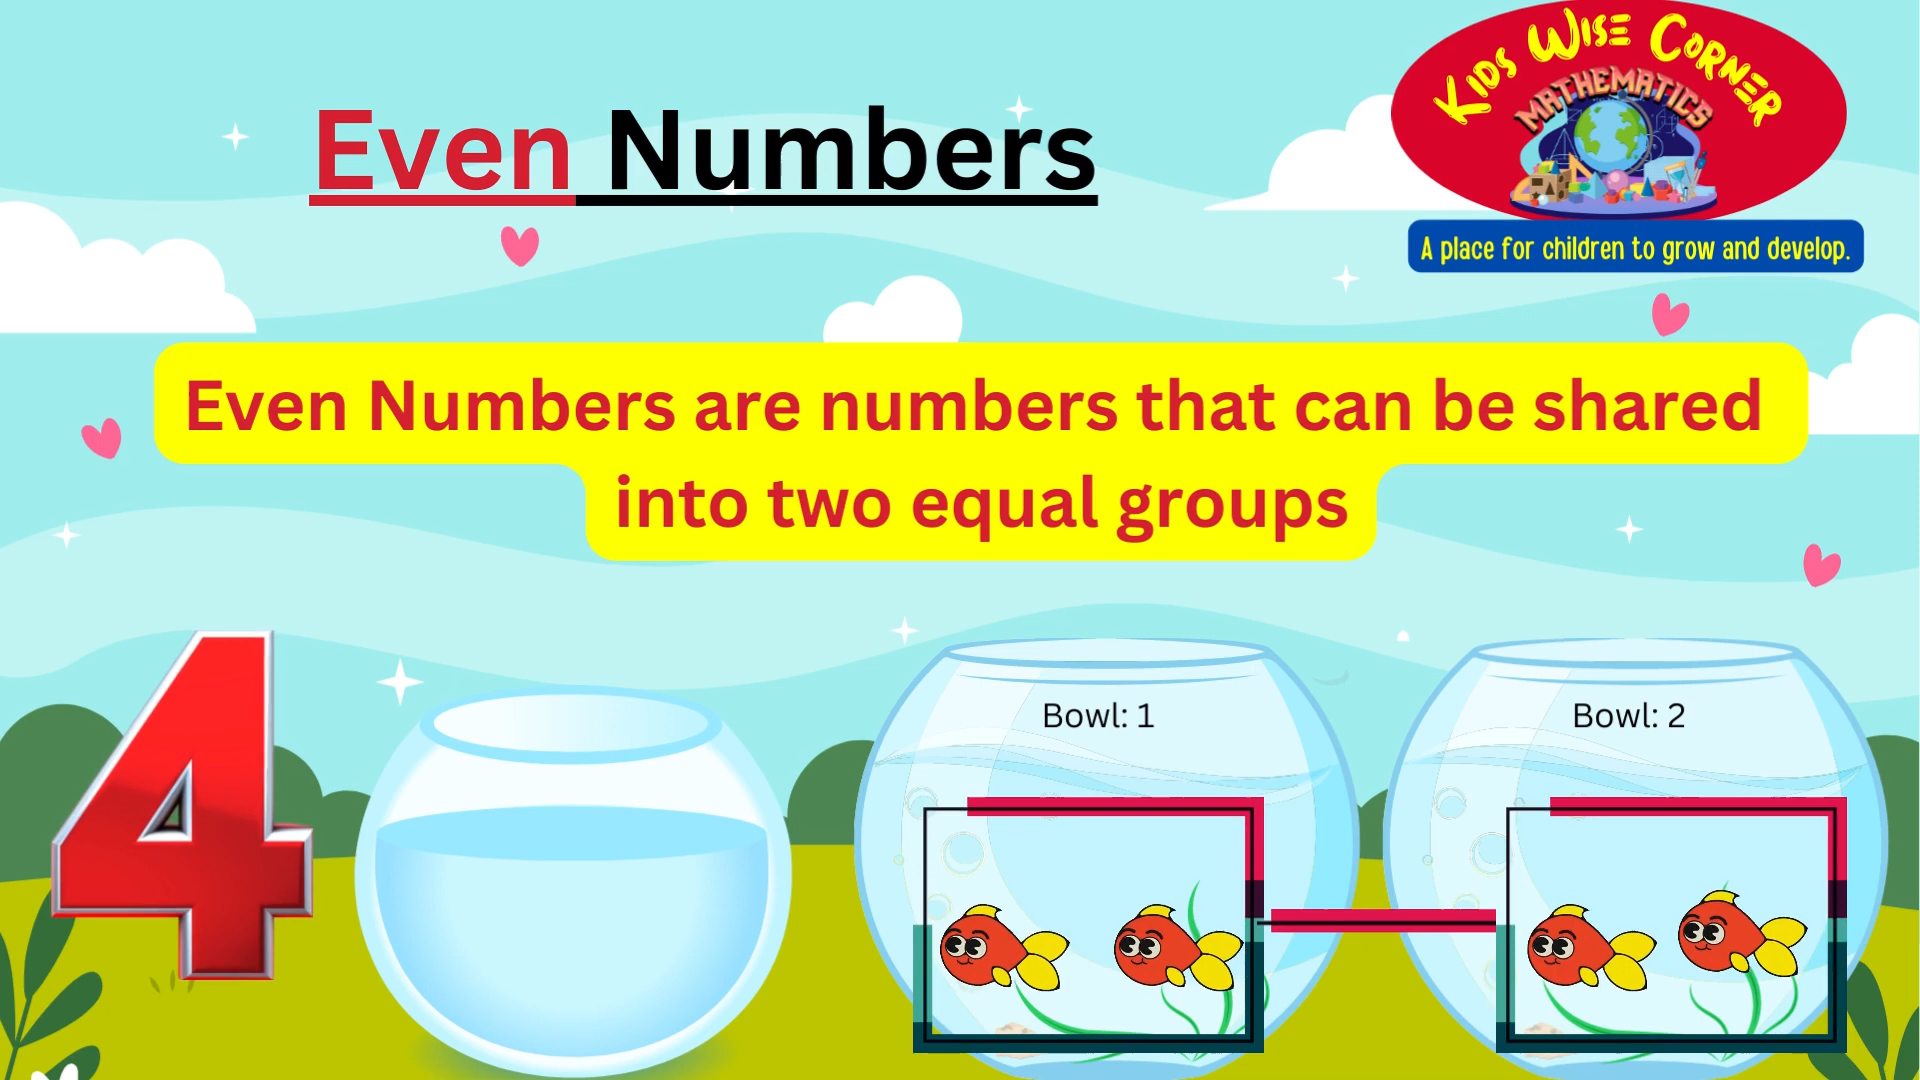 Kids Wise Corner
MATHEMATICS
A place for children to grow and develop.
Even Numbers
Even Numbers are numbers that can be shared
into two equal groups
4
Bowl: 1
Bowl: 2